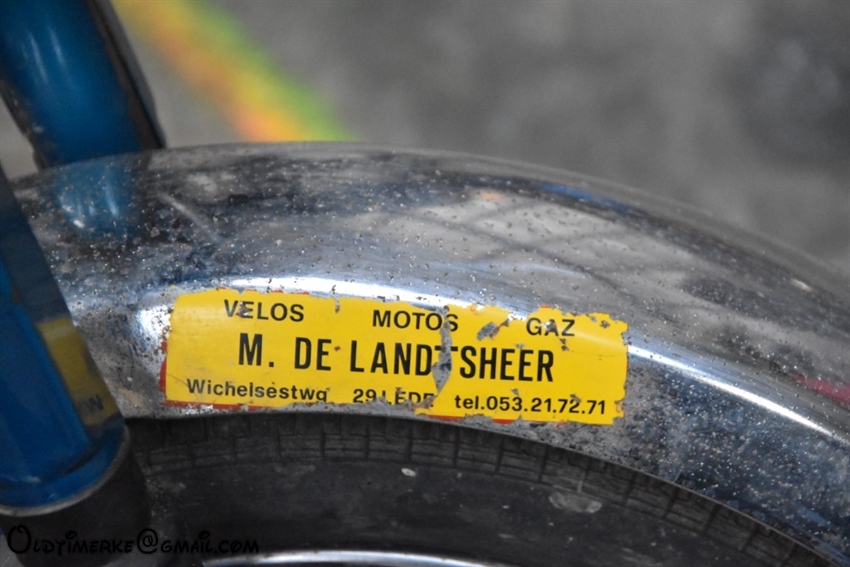 VELOS MOTOS GAZ
M. DE LANDTSHEER
Wichelsestwg 29 LEDE tel.053.21.72.71
Oldtimerke@gmail.com